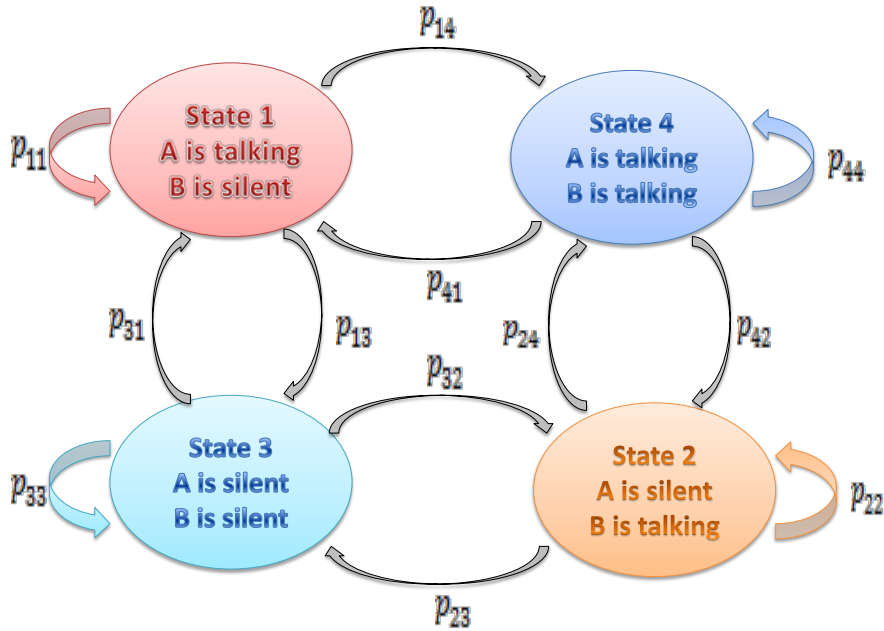 p14
State 1
A is talking
B is silent
State 4
A is talking
B is talking
p11
p44
p41
p31
p13
p24
p42
p32
State 3
A is silent
B is silent
State 2
A is silent
B is talking
p33
p22
p23